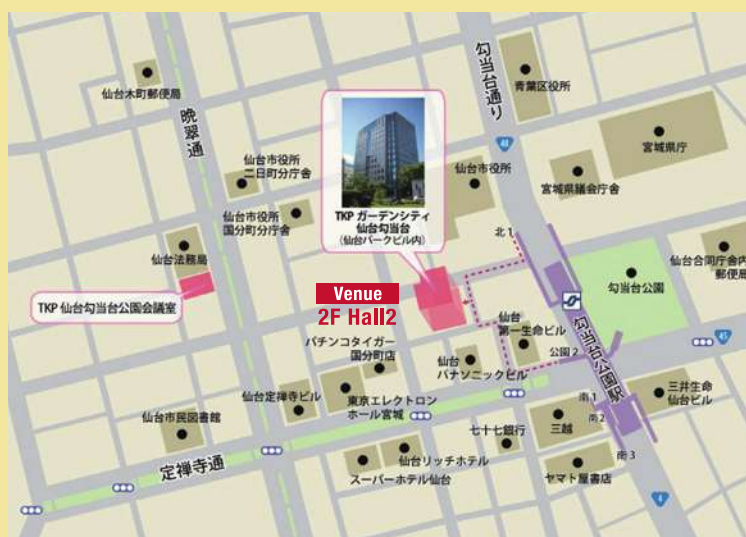 勾当台通り
青葉区役所
仙台木町郵便局
晩翠通
48
宮城県庁
仙台市役所
二日町分庁舎
仙台市役所
宮城県議会庁舎
TKP ガーデンシティ
仙台勾当台
(仙台パークビル内)
仙台市役所
国分町分庁舎
北1
仙台法務局
仙台合同庁舎内
郵便局
勾当台公園
TKP 仙台勾当台公園会議室
Venue
2F Hall2
仙台
第一生命ビル
勾当台公園駅
45
パチンコタイガー
国分町店
公園2
仙台
パナソニックビル
三井生命
仙台ビル
仙台定禅寺ビル
東京エレクトロン
ホール宮城
南1
南2
仙台市民図書館
七十七銀行
三越
定禅寺通
仙台リッチホテル
南3
スーパーホテル仙台
ヤマト屋書店
4